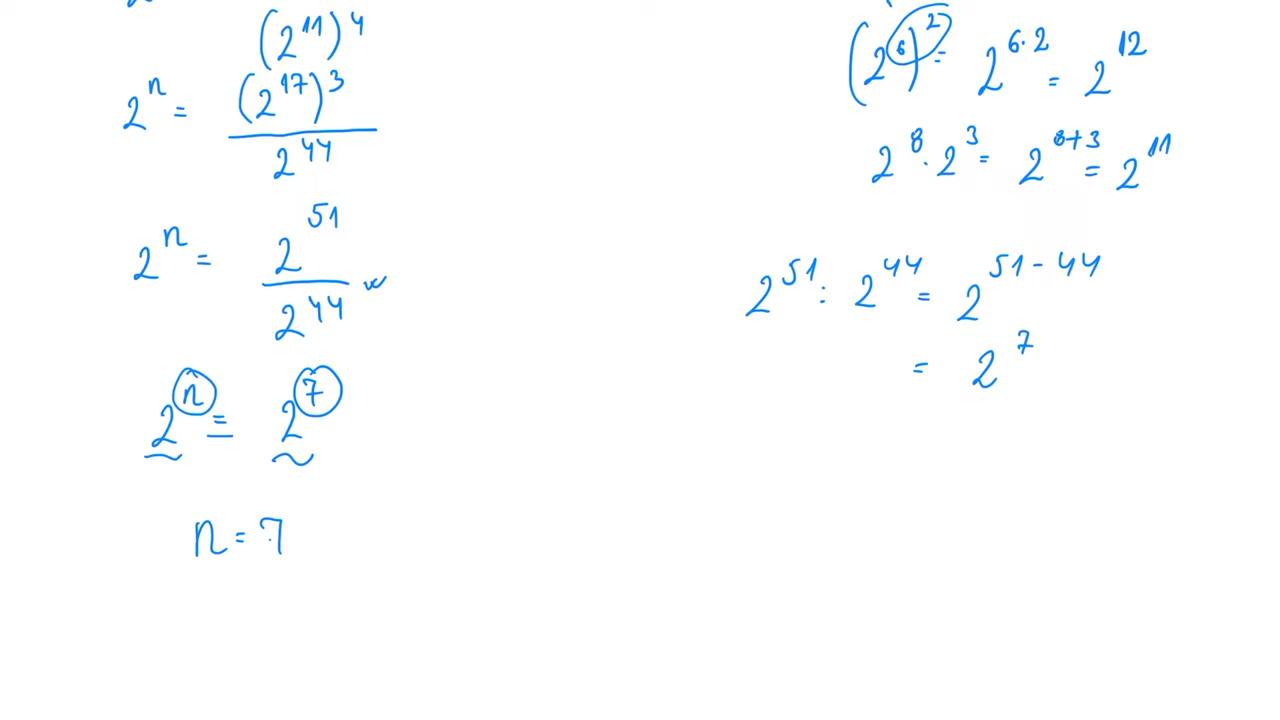 (2^11)^4
2^n = (2^17)^3 / 2^44
2^n = 2^51 / 2^44
2^n = 2^7
n = 7
(2^6)^2 = 2^6·2 = 2^12
2^8 · 2^3 = 2^8+3 = 2^11
2^51 : 2^44 = 2^51-44
= 2^7